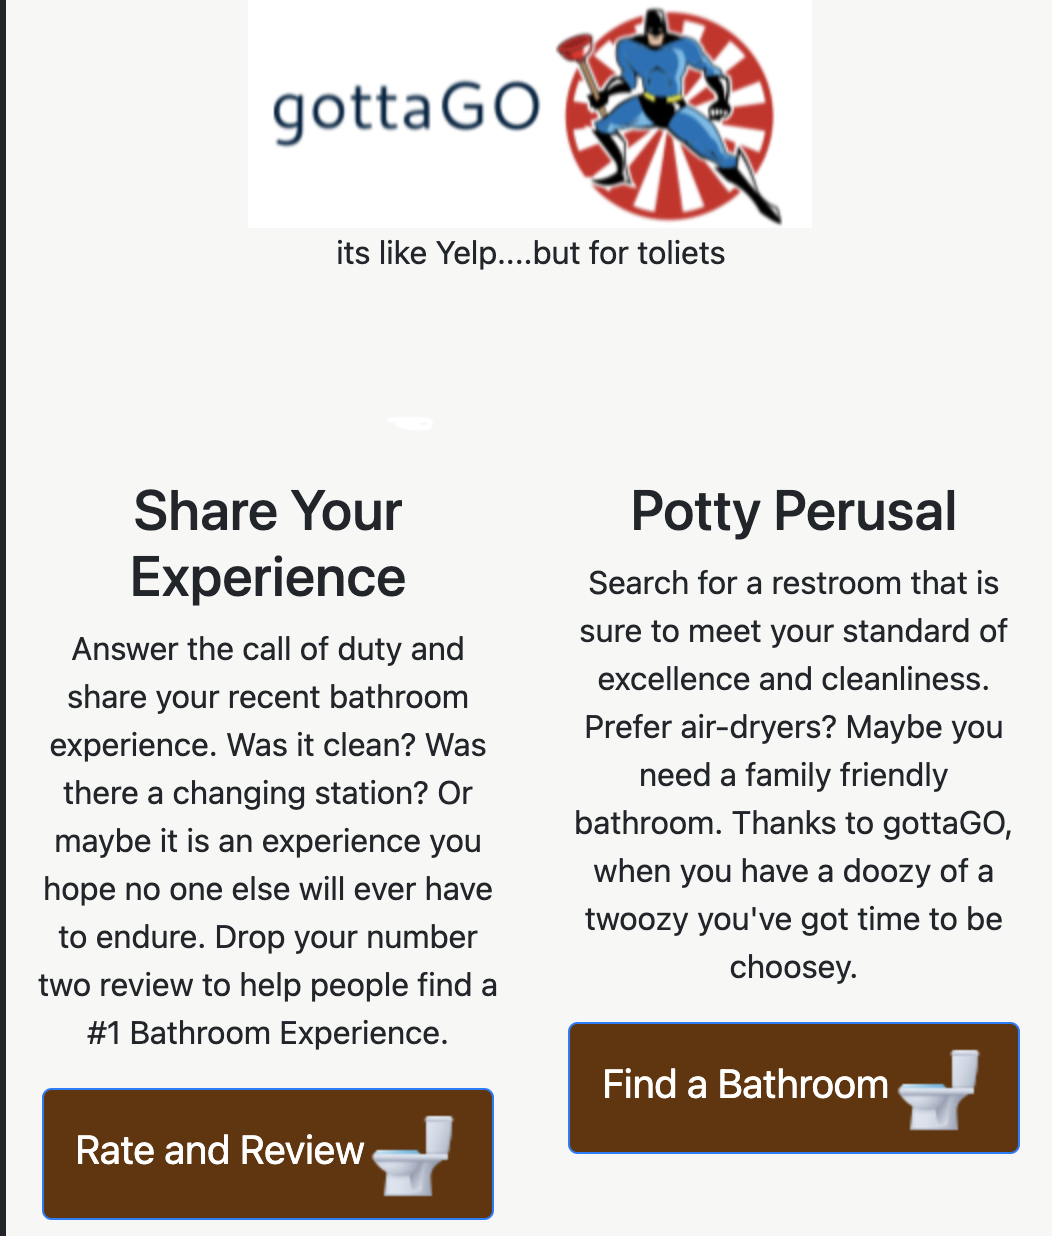 gottaGO
its like Yelp....but for toliets
Share Your
Experience
Answer the call of duty and
share your recent bathroom
experience. Was it clean? Was
there a changing station? Or
maybe it is an experience you
hope no one else will ever have
to endure. Drop your number
two review to help people find a
#1 Bathroom Experience.
Rate and Review
Potty Perusal
Search for a restroom that is
sure to meet your standard of
excellence and cleanliness.
Prefer air-dryers? Maybe you
need a family friendly
bathroom. Thanks to gottaGO,
when you have a doozy of a
twoozy you've got time to be
choosey.
Find a Bathroom